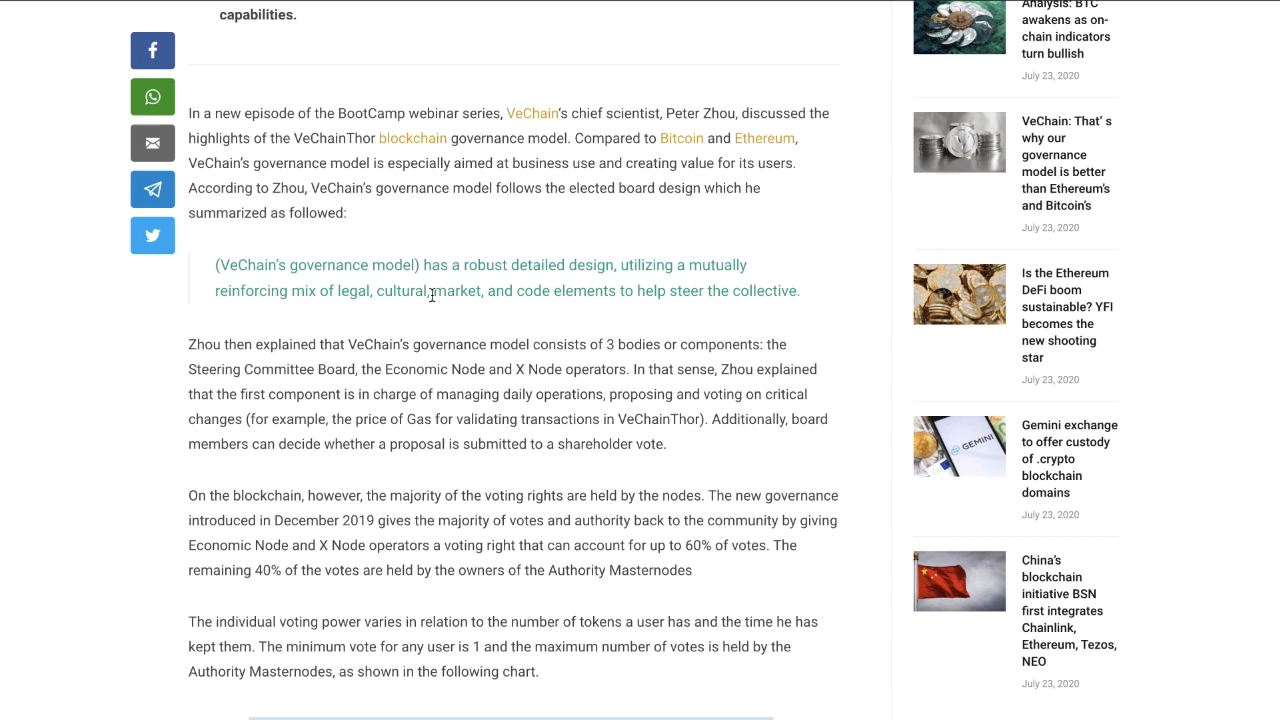 capabilities.
In a new episode of the BootCamp webinar series, VeChain's chief scientist, Peter Zhou, discussed the
highlights of the VeChainThor blockchain governance model. Compared to Bitcoin and Ethereum,
VeChain's governance model is especially aimed at business use and creating value for its users.
According to Zhou, VeChain's governance model follows the elected board design which he
summarized as followed:
(VeChain's governance model) has a robust detailed design, utilizing a mutually
reinforcing mix of legal, cultural, market, and code elements to help steer the collective.
Zhou then explained that VeChain's governance model consists of 3 bodies or components: the
Steering Committee Board, the Economic Node and X Node operators. In that sense, Zhou explained
that the first component is in charge of managing daily operations, proposing and voting on critical
changes (for example, the price of Gas for validating transactions in VeChainThor). Additionally, board
members can decide whether a proposal is submitted to a shareholder vote.
On the blockchain, however, the majority of the voting rights are held by the nodes. The new governance
introduced in December 2019 gives the majority of votes and authority back to the community by giving
Economic Node and X Node operators a voting right that can account for up to 60% of votes. The
remaining 40% of the votes are held by the owners of the Authority Masternodes
The individual voting power varies in relation to the number of tokens a user has and the time he has
kept them. The minimum vote for any user is 1 and the maximum number of votes is held by the
Authority Masternodes, as shown in the following chart.
Analysis: BTC
awakens as on-
chain indicators
turn bullish
July 23, 2020
VeChain: That' s
why our
governance
model is better
than Ethereum's
and Bitcoin's
July 23, 2020
Is the Ethereum
DeFi boom
sustainable? YFI
becomes the
new shooting
star
July 23, 2020
GEMINI
Gemini exchange
to offer custody
of .crypto
blockchain
domains
July 23, 2020
China's
blockchain
initiative BSN
first integrates
Chainlink,
Ethereum, Tezos,
NEO
July 23, 2020